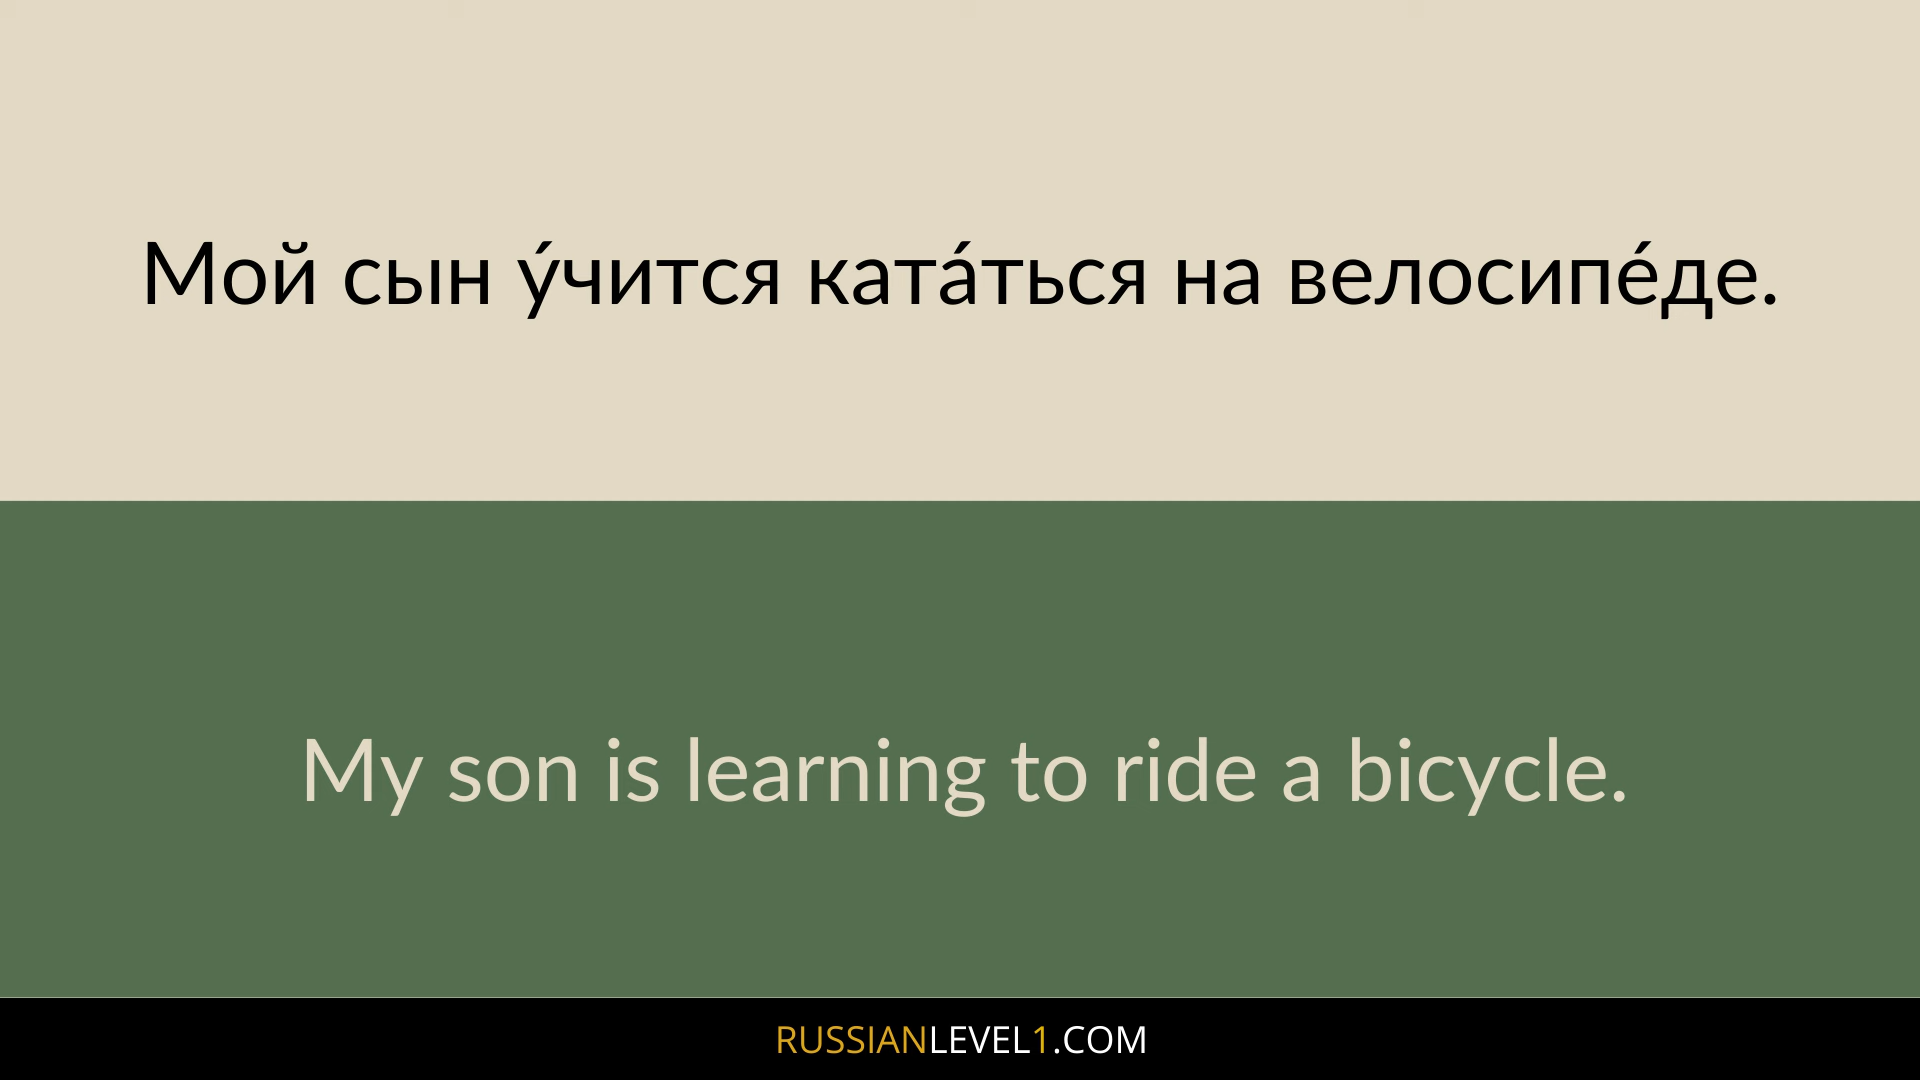 Мой сын у́чится ката́ться на велосипе́де.
My son is learning to ride a bicycle.
RUSSIANLEVEL1.COM